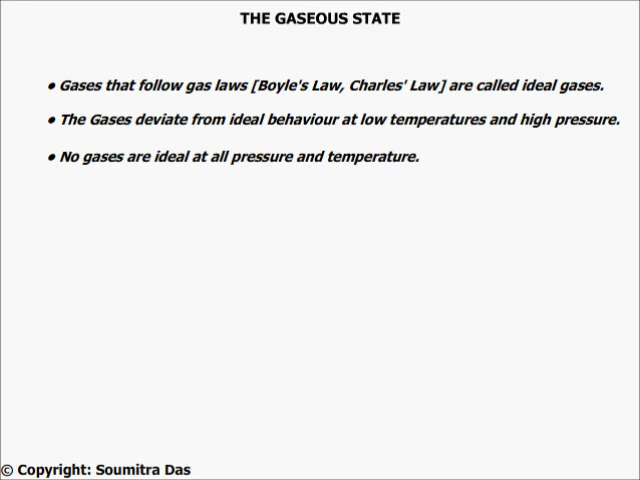 THE GASEOUS STATE
● Gases that follow gas laws [Boyle's Law, Charles' Law] are called ideal gases.
● The Gases deviate from ideal behaviour at low temperatures and high pressure.
● No gases are ideal at all pressure and temperature.
© Copyright: Soumitra Das